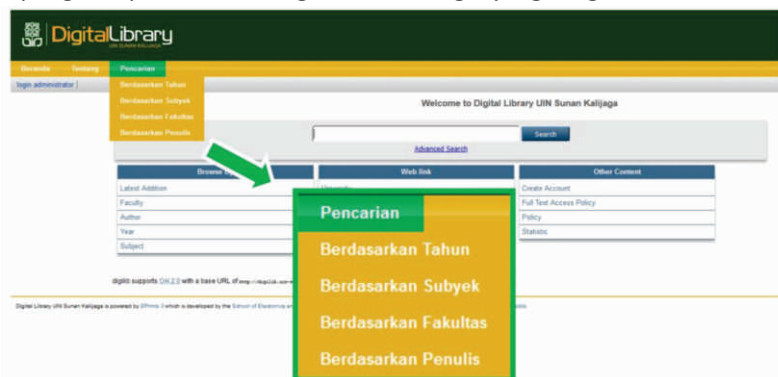 DigitalLibrary
UIN SUNAN KALIJAGA
Beranda Tentang Pencarian
login administrator |
Berdasarkan Tahun
Berdasarkan Subyek
Berdasarkan Fakultas
Berdasarkan Penulis
Welcome to Digital Library UIN Sunan Kalijaga
Search
Advanced Search
Browse
Latest Addition
Faculty
Author
Year
Subject
Web link
Other Content
Create Account
Full Text Access Policy
Policy
Statistic
Pencarian
Berdasarkan Tahun
Berdasarkan Subyek
Berdasarkan Fakultas
Berdasarkan Penulis
digilib supports OAI 2.0 with a base URL of
Digital Library UIN Sunan Kalijaga is powered by EPrints 3 which is developed by the School of Electronics